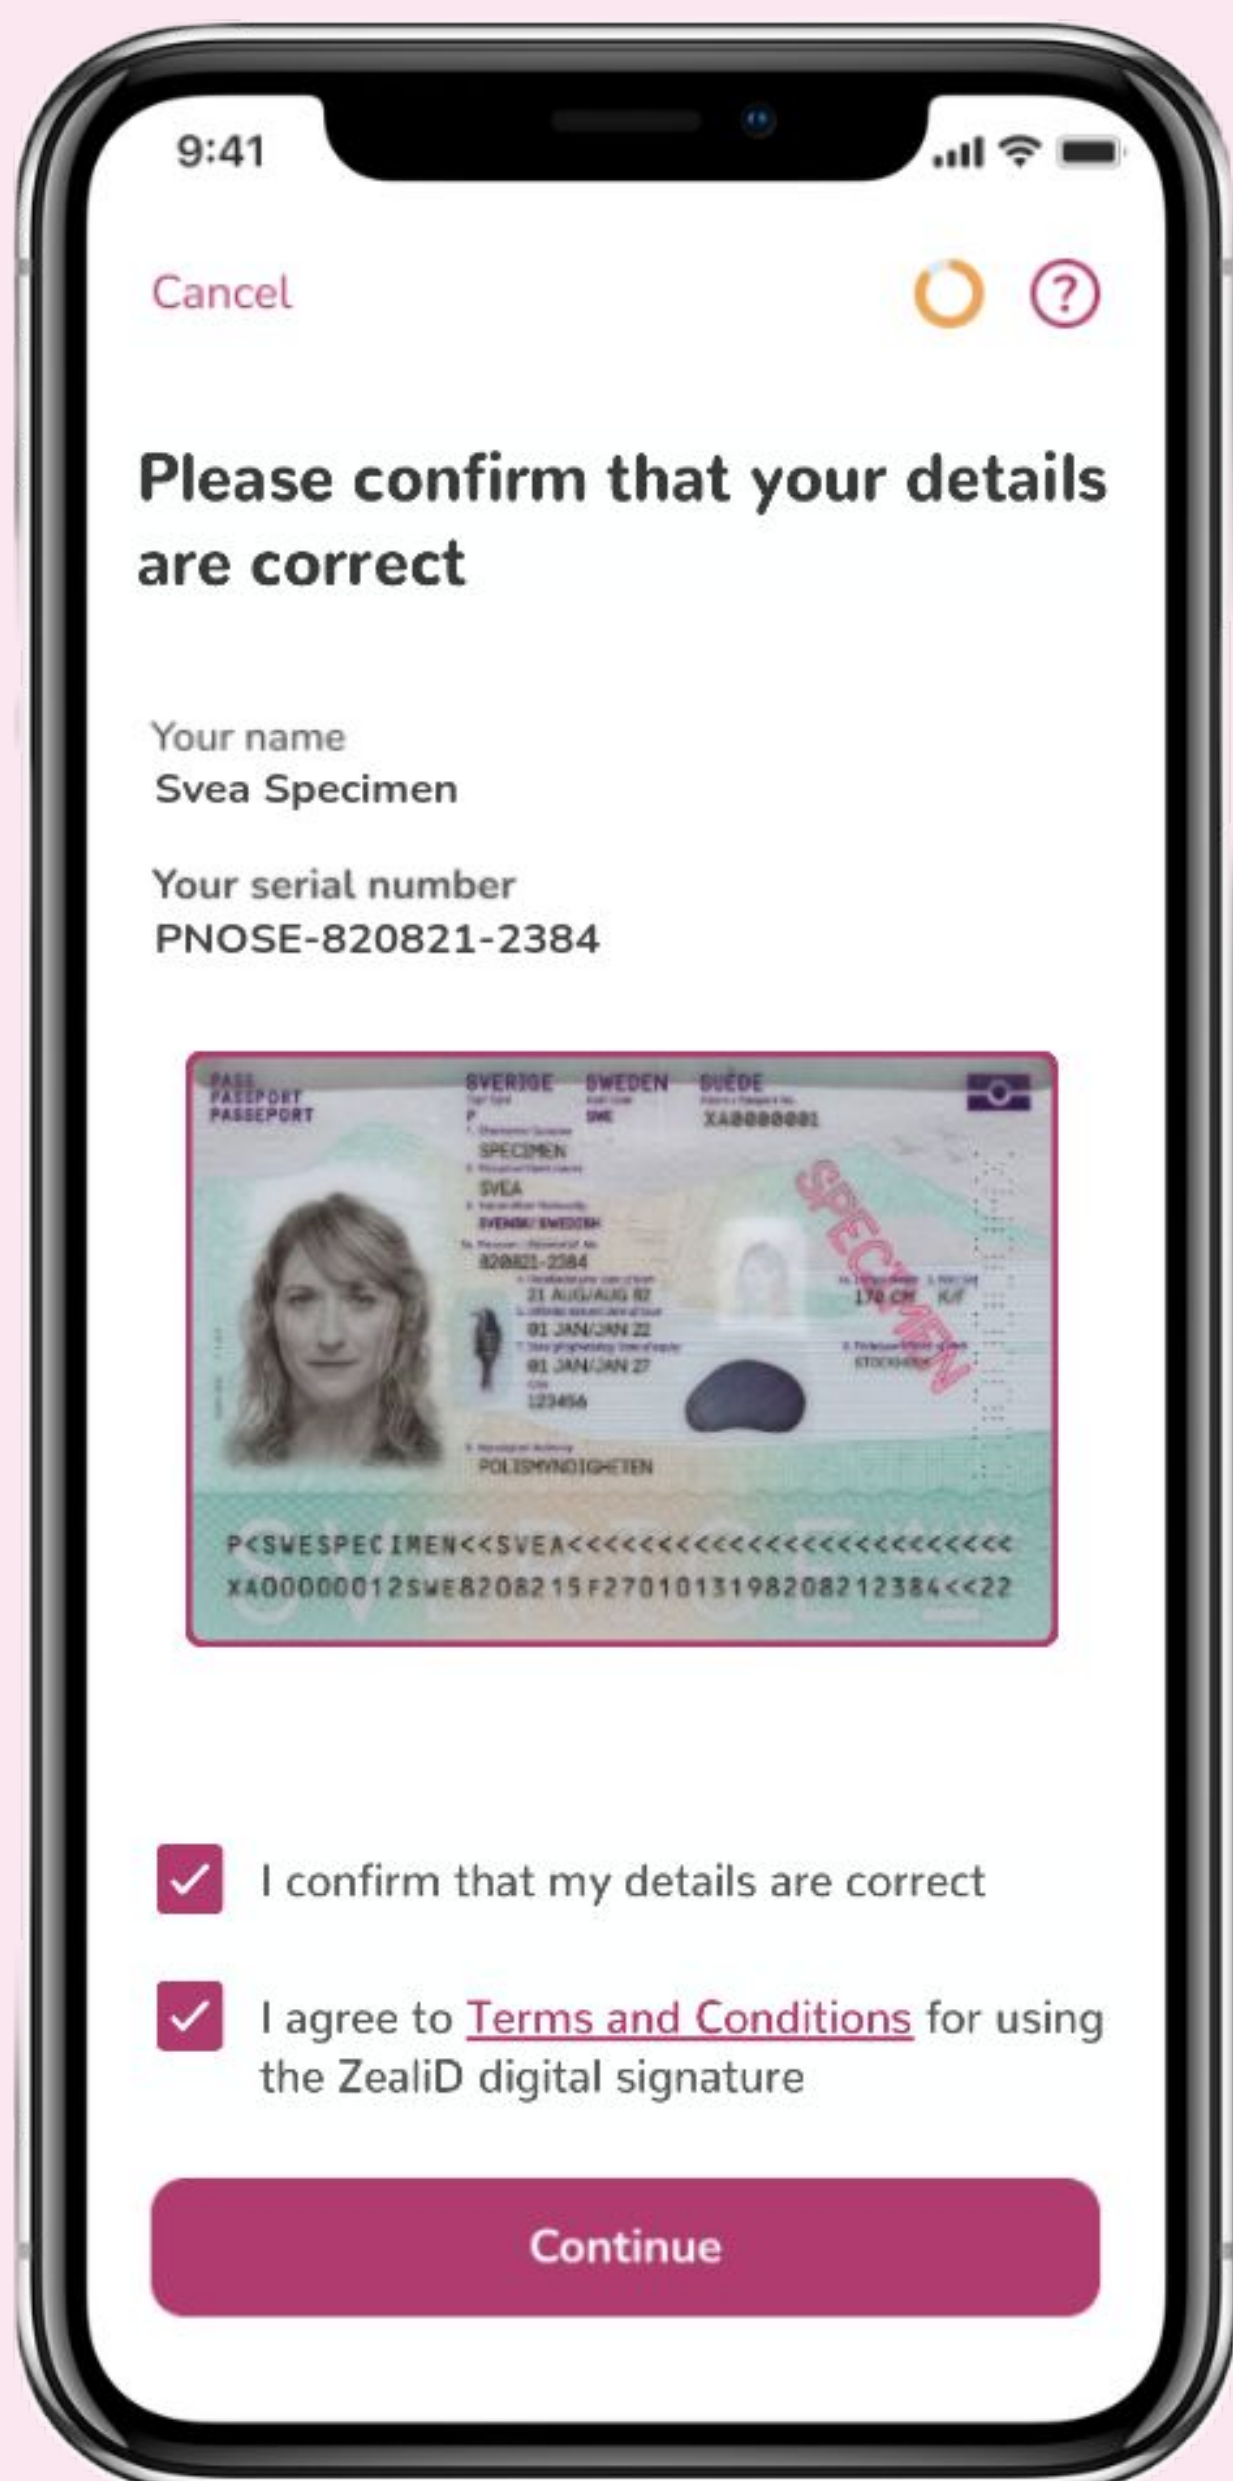 9:41
Cancel
?
Please confirm that your details
are correct
Your name
Svea Specimen
Your serial number
PNOSE-820821-2384
PASS
PASSPORT
PASSEPORT
SVERIGE SWEDEN SUÈDE
P SWE XA0000001
SPECIMEN
SVEA
SVENSK/SWEDISH
820821-2384
21 AUG/AUG 82
170 CM K/F
01 JAN/JAN 22
01 JAN/JAN 27
123456
SPECIMEN
POLISMYNDIGHETEN
P<SWESPECIMEN<<SVEA<<<<<<<<<<<<<<<<<<<<<<<<<
XA00000012SWE8208215F2701013198208212384<<22
SVERIGE
I confirm that my details are correct
I agree to Terms and Conditions for using
the ZealiD digital signature
Continue